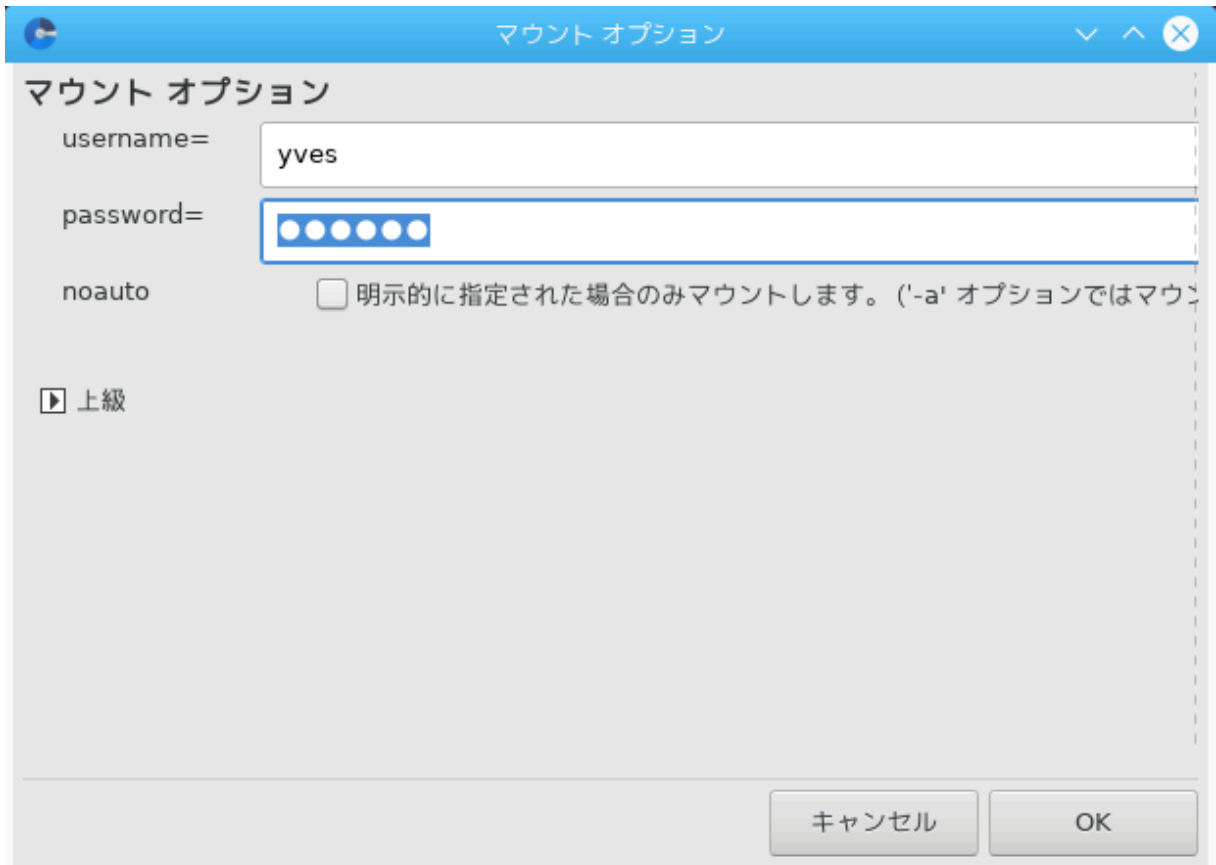 マウント オプション
マウント オプション
username=
yves
password=
●●●●●●
noauto
明示的に指定された場合のみマウントします。 ('-a' オプションではマウン
上級
キャンセル
OK